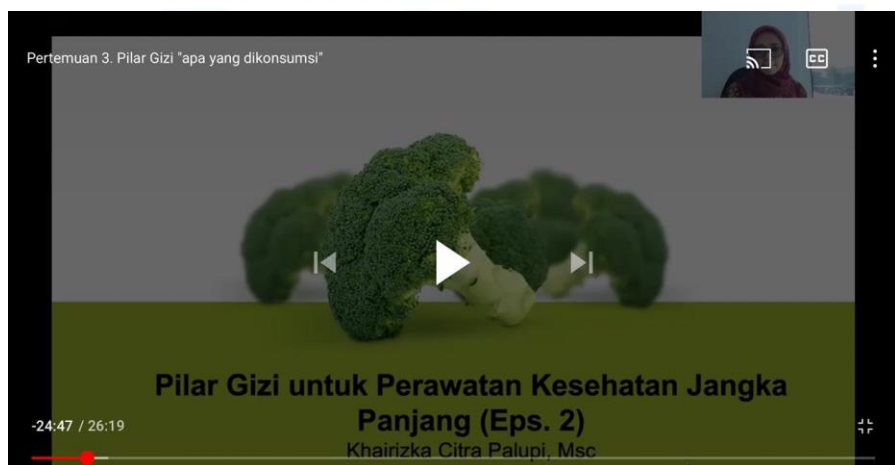 Pertemuan 3. Pilar Gizi "apa yang dikonsumsi"
CC
Pilar Gizi untuk Perawatan Kesehatan Jangka
Panjang (Eps. 2)
-24:47 / 26:19
Khairizka Citra Palupi, Msc